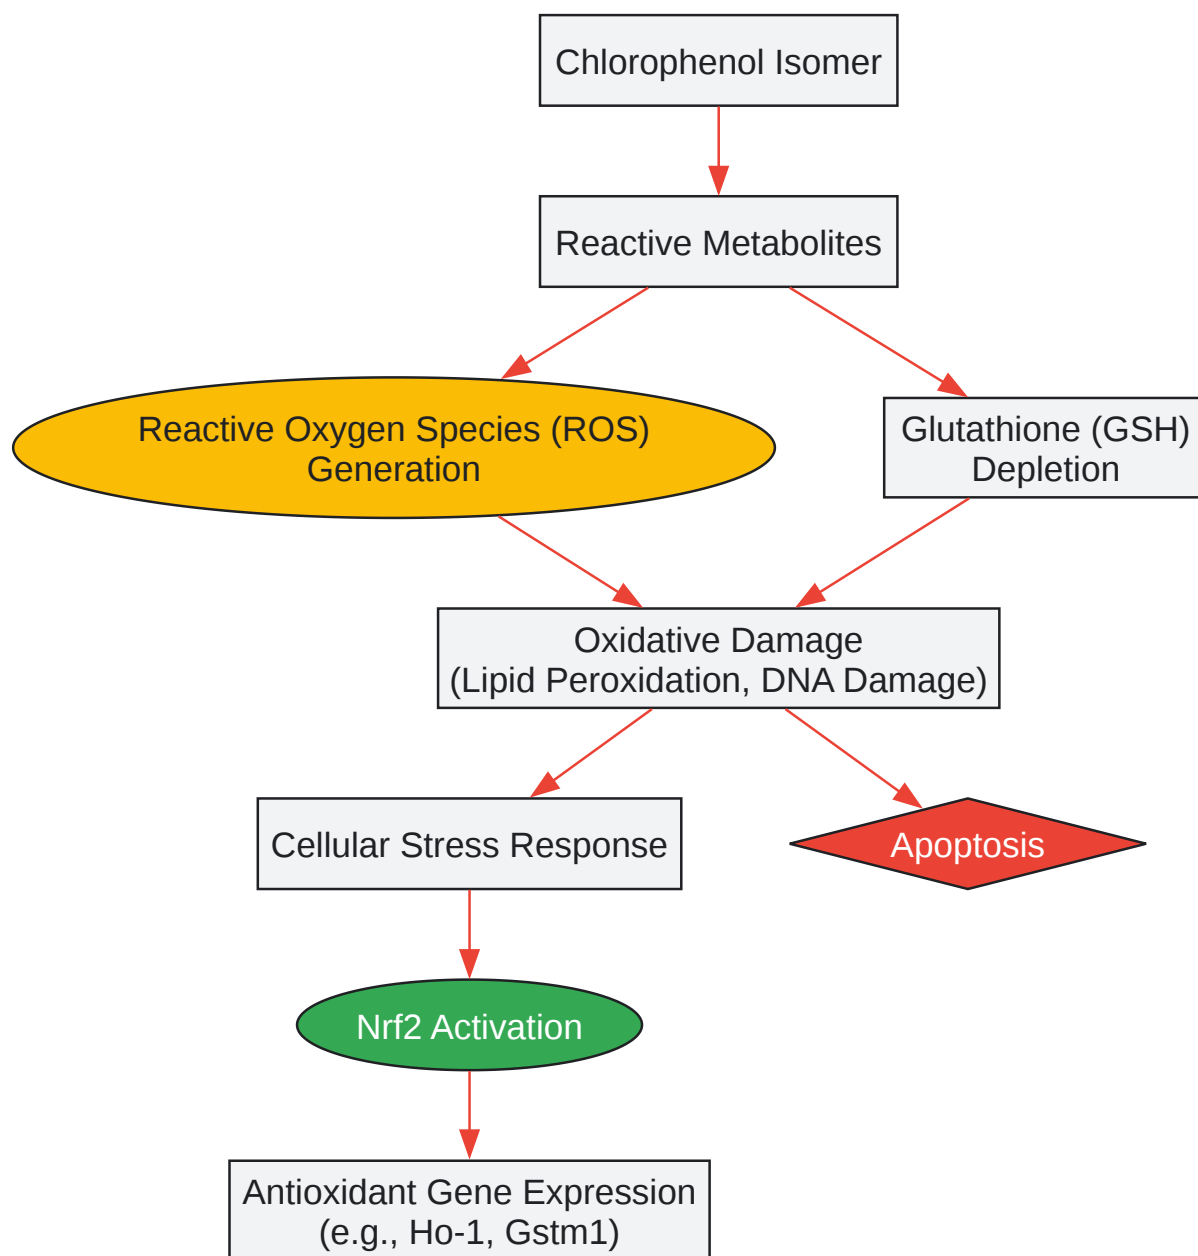 Chlorophenol Isomer
Reactive Metabolites
Reactive Oxygen Species (ROS)
Generation
Glutathione (GSH)
Depletion
Oxidative Damage
(Lipid Peroxidation, DNA Damage)
Cellular Stress Response
Apoptosis
Nrf2 Activation
Antioxidant Gene Expression
(e.g., Ho-1, Gstm1)